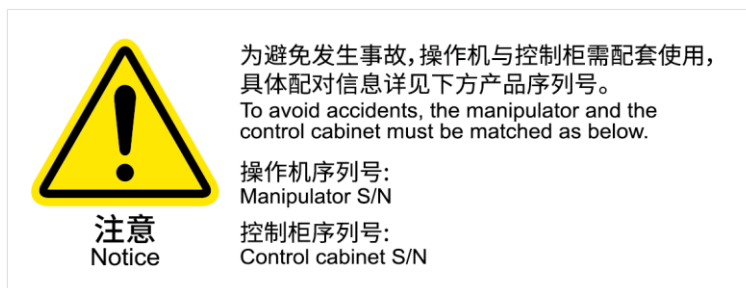 为避免发生事故,操作机与控制柜需配套使用,
具体配对信息详见下方产品序列号。
To avoid accidents, the manipulator and the
control cabinet must be matched as below.
操作机序列号:
Manipulator S/N
控制柜序列号:
Control cabinet S/N
注意
Notice